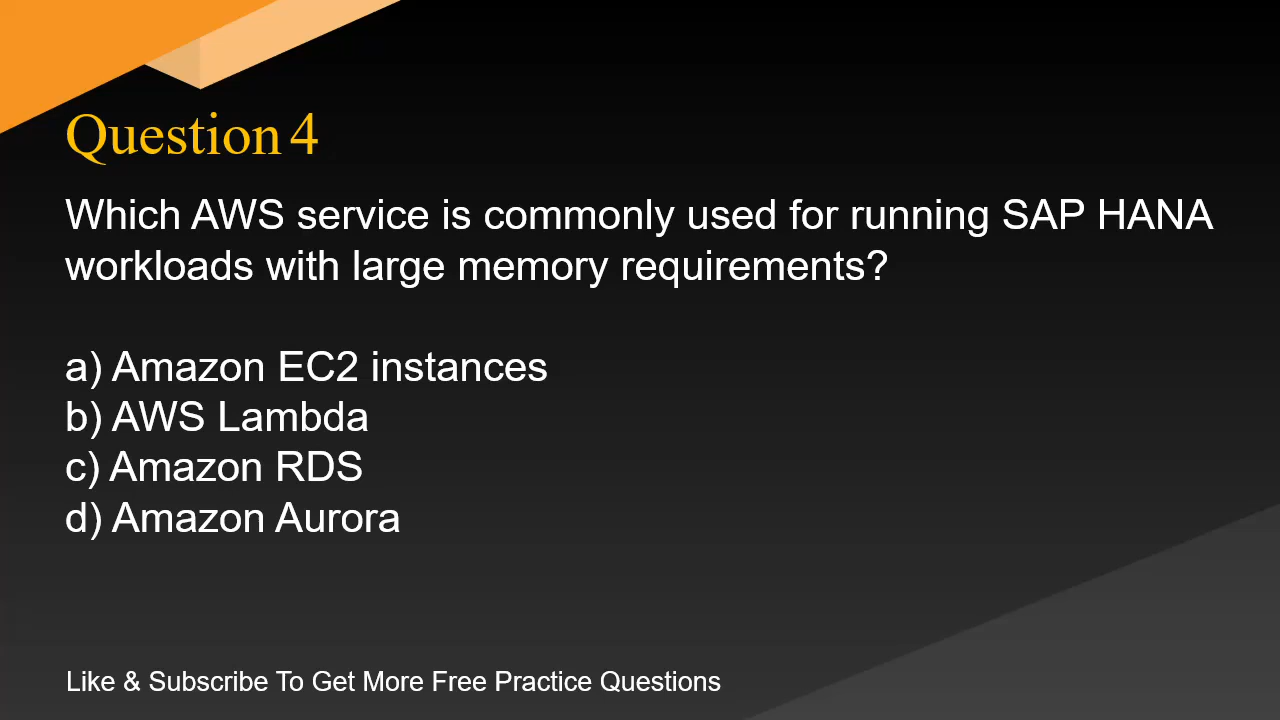 Question 4
Which AWS service is commonly used for running SAP HANA
workloads with large memory requirements?
a) Amazon EC2 instances
b) AWS Lambda
c) Amazon RDS
d) Amazon Aurora
Like & Subscribe To Get More Free Practice Questions